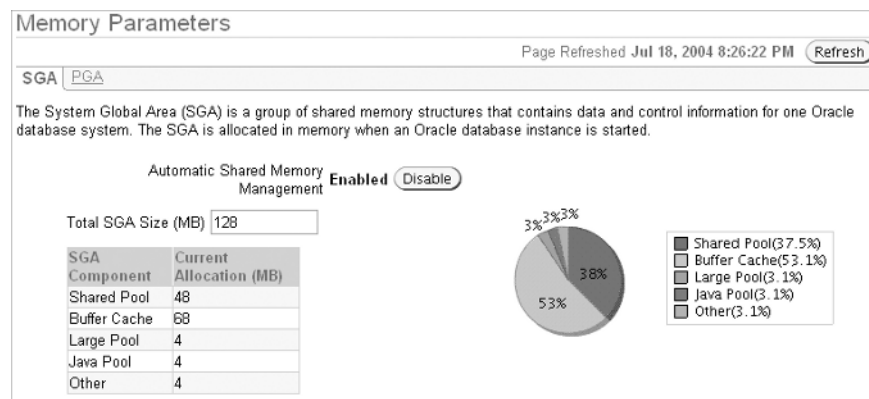 Memory Parameters
Page Refreshed Jul 18, 2004 8:26:22 PM Refresh
SGA PGA
The System Global Area (SGA) is a group of shared memory structures that contains data and control information for one Oracle
database system. The SGA is allocated in memory when an Oracle database instance is started.
Automatic Shared Memory
Management Enabled Disable
Total SGA Size (MB) 128
SGA Component Current Allocation (MB)
Shared Pool 48
Buffer Cache 68
Large Pool 4
Java Pool 4
Other 4
3% 3% 3%
38%
53%
Shared Pool(37.5%)
Buffer Cache(53.1%)
Large Pool(3.1%)
Java Pool(3.1%)
Other(3.1%)